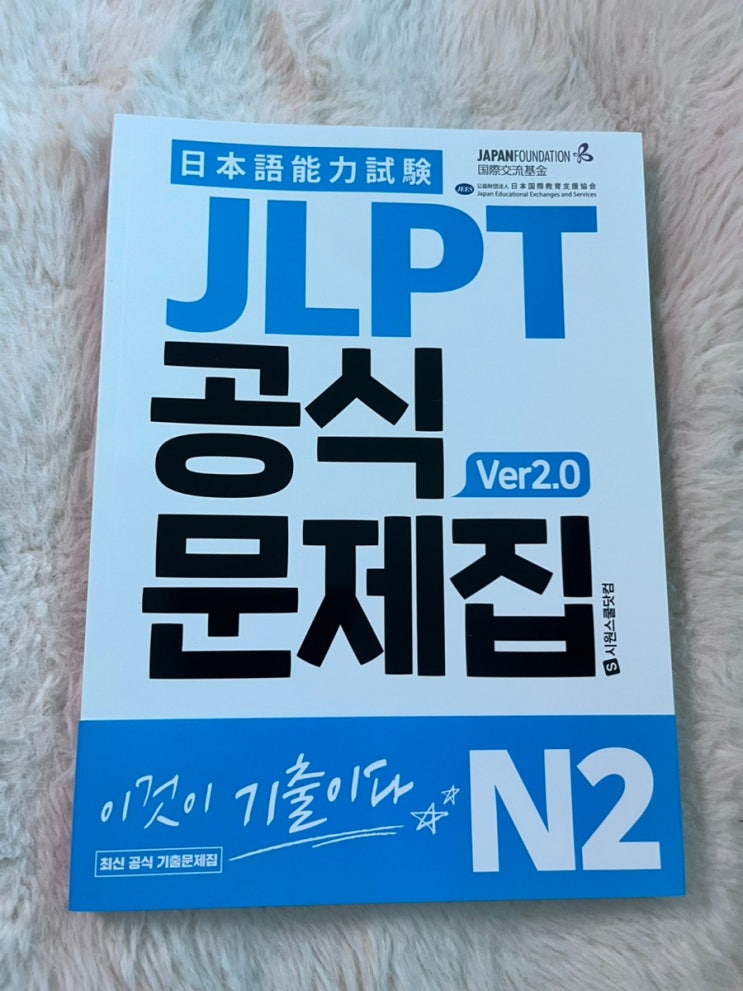 日本語能力試験
JAPANFOUNDATION
国際交流基金
JEES 公益財団法人 日本国際教育支援協会
Japan Educational Exchanges and Services
JLPT
공식
Ver2.0
문제집
S 시원스쿨닷컴
이것이 기출이다
최신 공식 기출문제집
N2